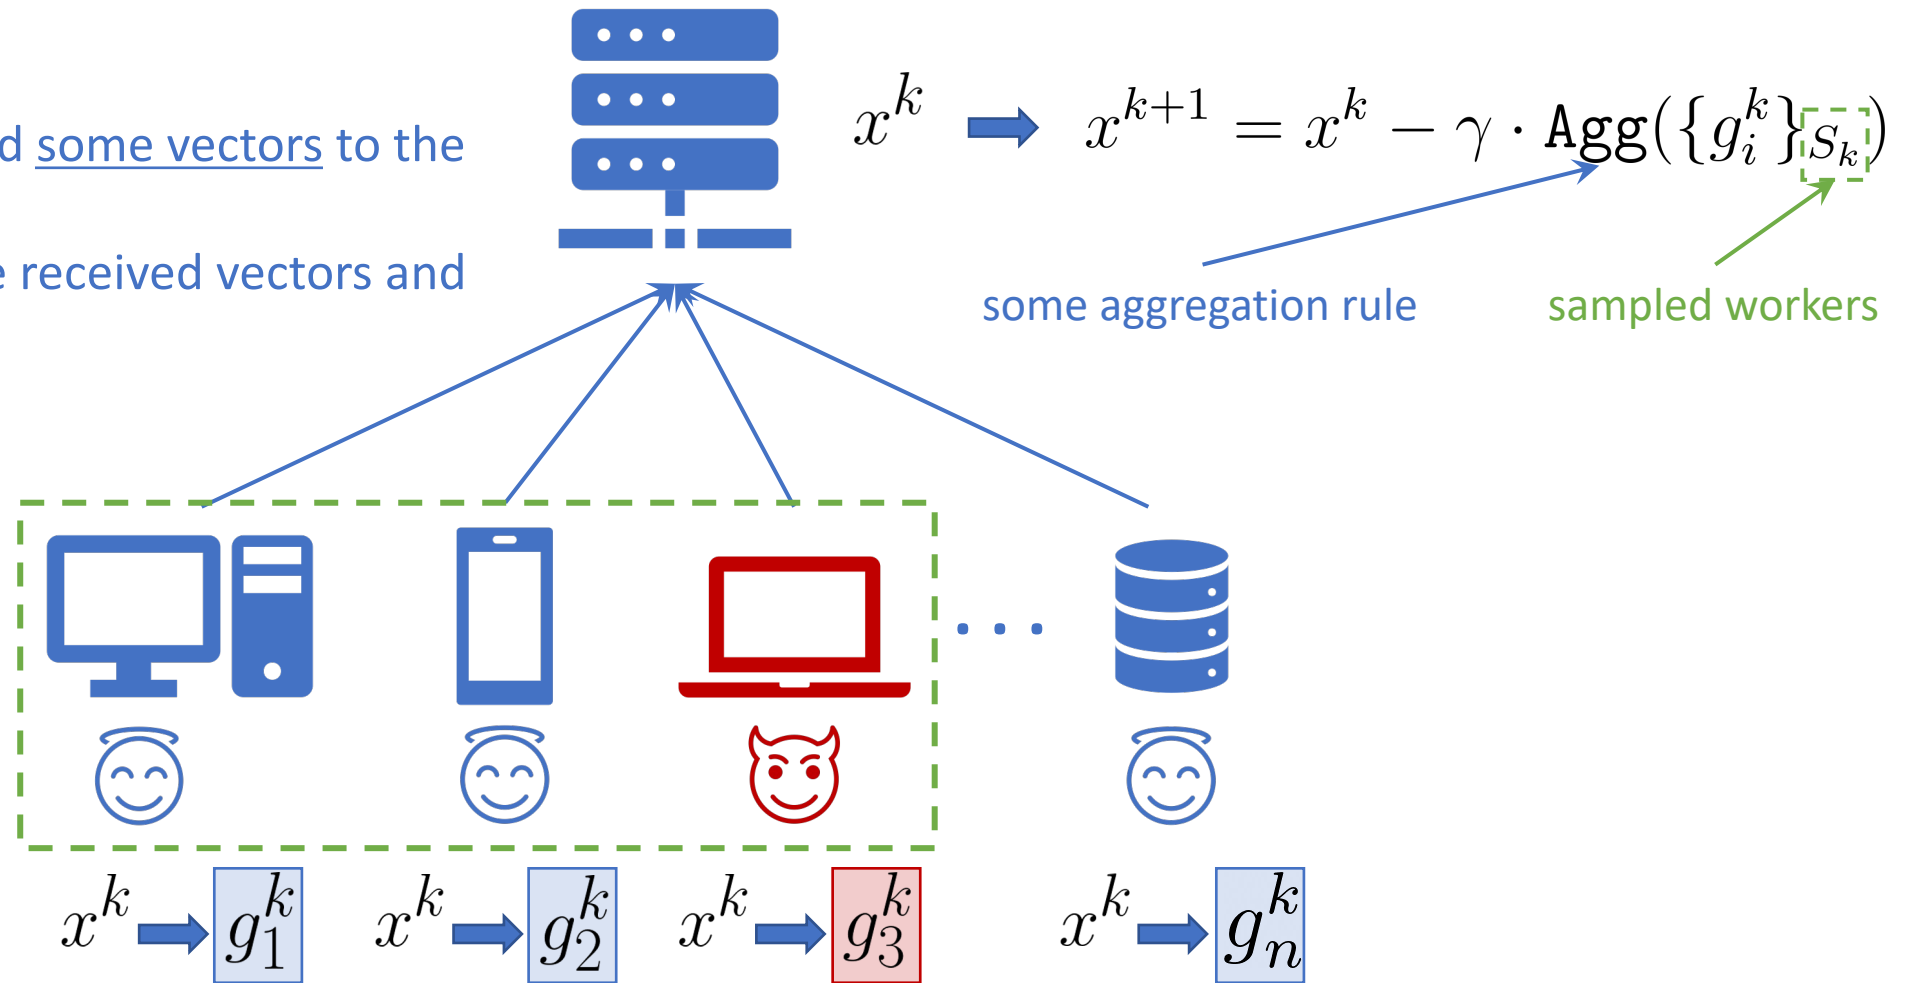 x^k ➡ x^{k+1} = x^k − γ · Agg({g_i^k}_{S_k})
d some vectors to the
e received vectors and
some aggregation rule
sampled workers
. . .
x^k ➡ g_1^k
x^k ➡ g_2^k
x^k ➡ g_3^k
x^k ➡ g_n^k